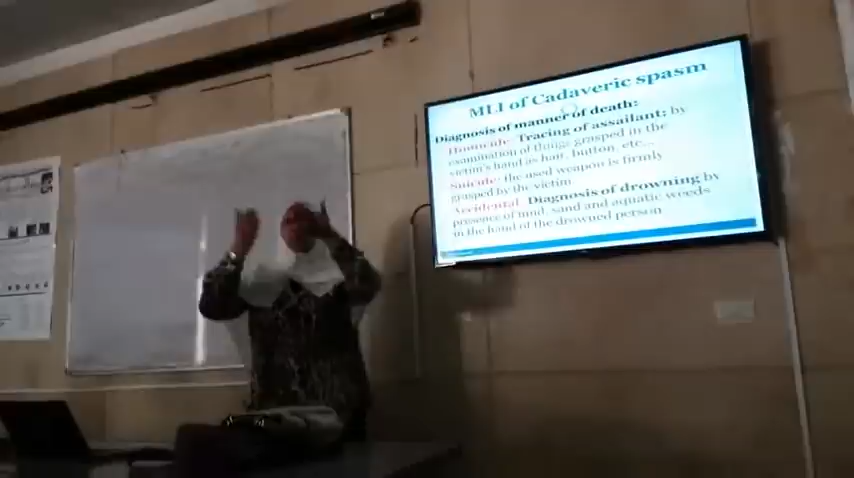 MLI of Cadaveric spasm
Diagnosis of manner of death:
Homicide: Tracing of assailant: by
examination of things grasped in the
victim's hand as hair, button, etc...
Suicide: the used weapon is firmly
grasped by the victim
Accidental: Diagnosis of drowning by
presence of mud, sand and aquatic weeds
in the hand of the drowned person